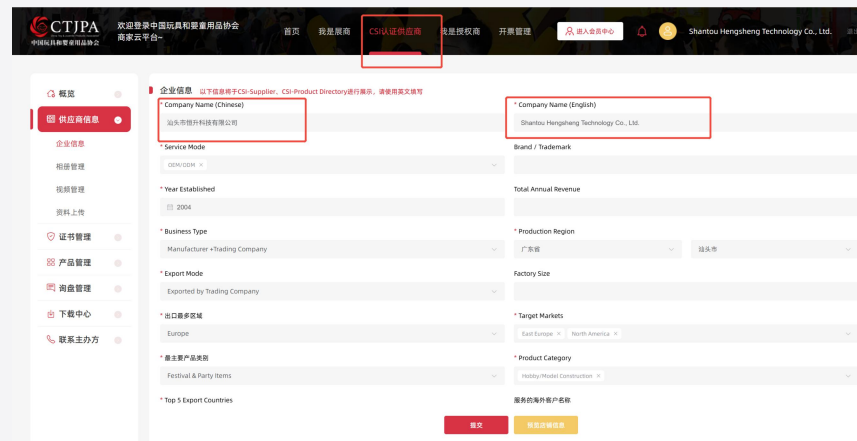 CTJPA
中国玩具和婴童用品协会
欢迎登录中国玩具和婴童用品协会
商家云平台~
首页 我是展商 CSI认证供应商 我是授权商 开票管理 进入会员中心 Shantou Hengsheng Technology Co., Ltd.
概览
供应商信息
企业信息
相册管理
视频管理
资料上传
证书管理
产品管理
询盘管理
下载中心
联系主办方
企业信息 以下信息将于CSI-Supplier、CSI-Product Directory进行展示,请使用英文填写
* Company Name (Chinese) * Company Name (English)
汕头市恒升科技有限公司 Shantou Hengsheng Technology Co., Ltd.
* Service Mode Brand / Trademark
OEM/ODM ×
* Year Established Total Annual Revenue
2004
* Business Type * Production Region
Manufacturer +Trading Company 广东省 汕头市
* Export Mode Factory Size
Exported by Trading Company
* 出口最多区域 * Target Markets
Europe East Europe × North America ×
* 最主要产品类别 * Product Category
Festival & Party Items Hobby/Model Construction ×
* Top 5 Export Countries 服务的海外客户名称
提交 预览店铺信息